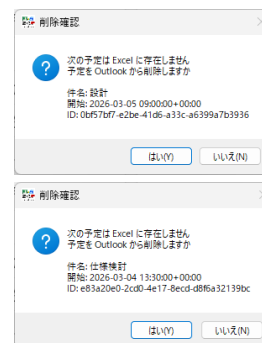 削除確認
次の予定は Excel に存在しません
予定を Outlook から削除しますか
件名: 設計
開始: 2026-03-05 09:00:00+00:00
ID: 0bf57bf7-e2be-41d6-a33c-a6399a7b3936
はい(Y)
いいえ(N)
削除確認
次の予定は Excel に存在しません
予定を Outlook から削除しますか
件名: 仕様検討
開始: 2026-03-04 13:30:00+00:00
ID: e83a20e0-2cd0-4e17-8ecd-d8f6a32139bc
はい(Y)
いいえ(N)